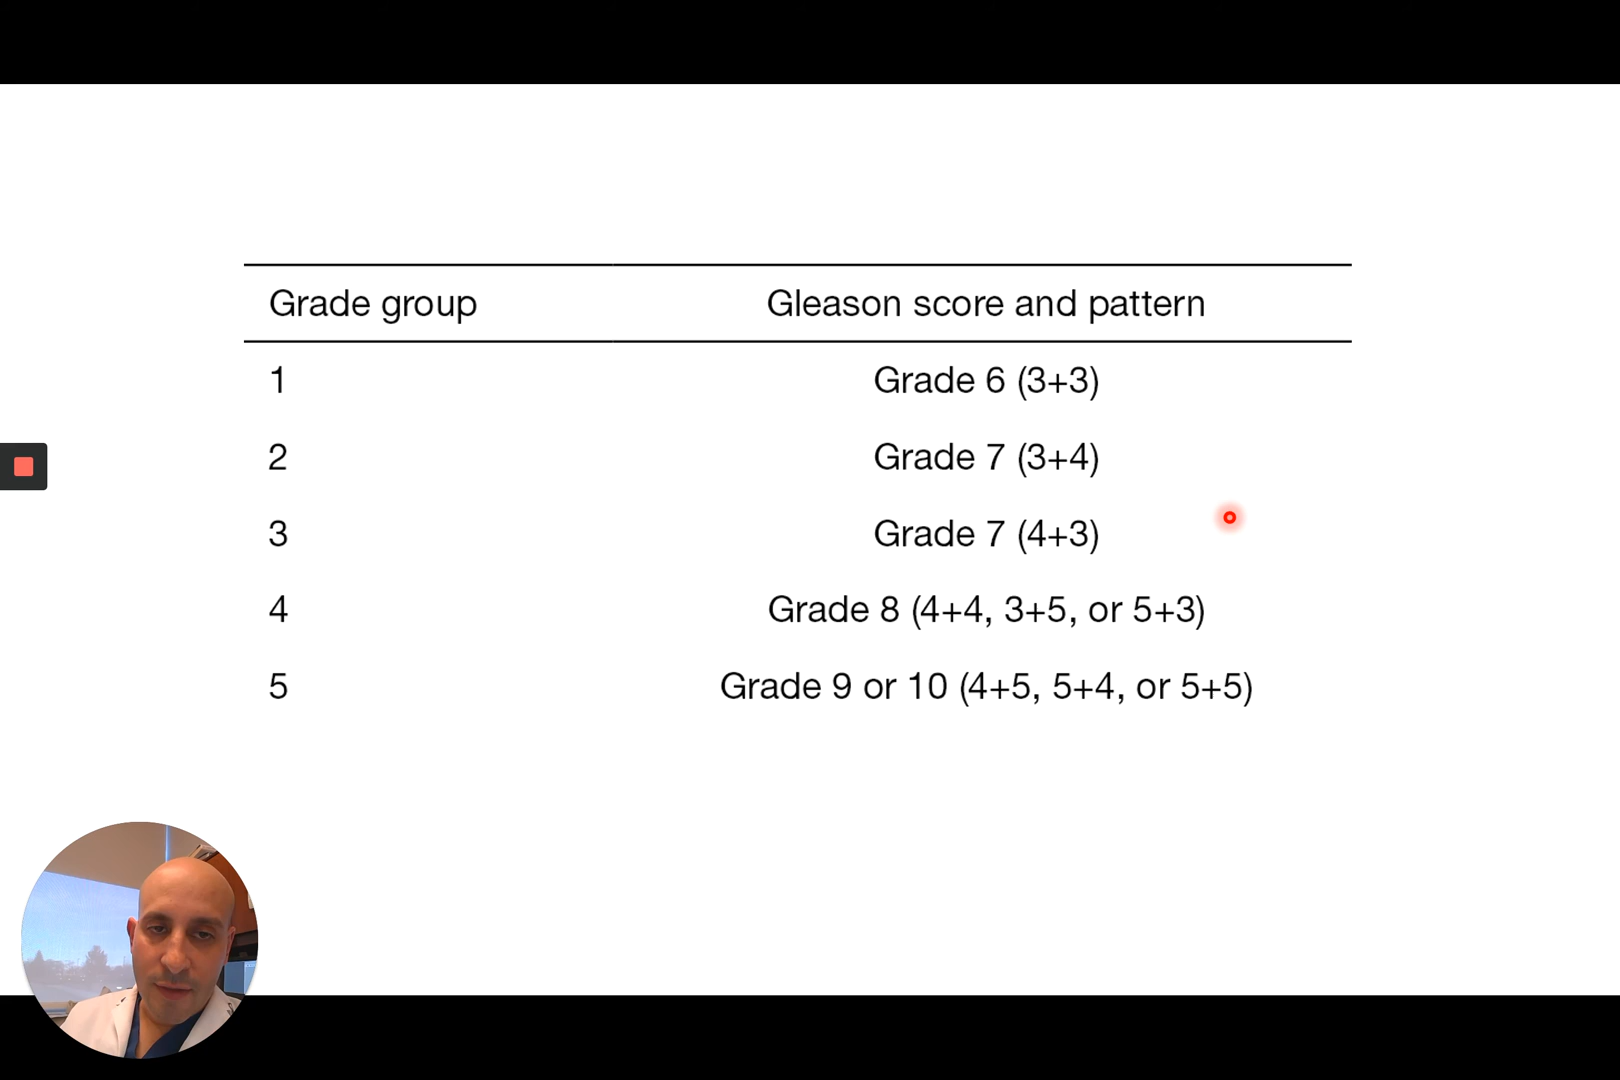 Grade group Gleason score and pattern
1 Grade 6 (3+3)
2 Grade 7 (3+4)
3 Grade 7 (4+3)
4 Grade 8 (4+4, 3+5, or 5+3)
5 Grade 9 or 10 (4+5, 5+4, or 5+5)